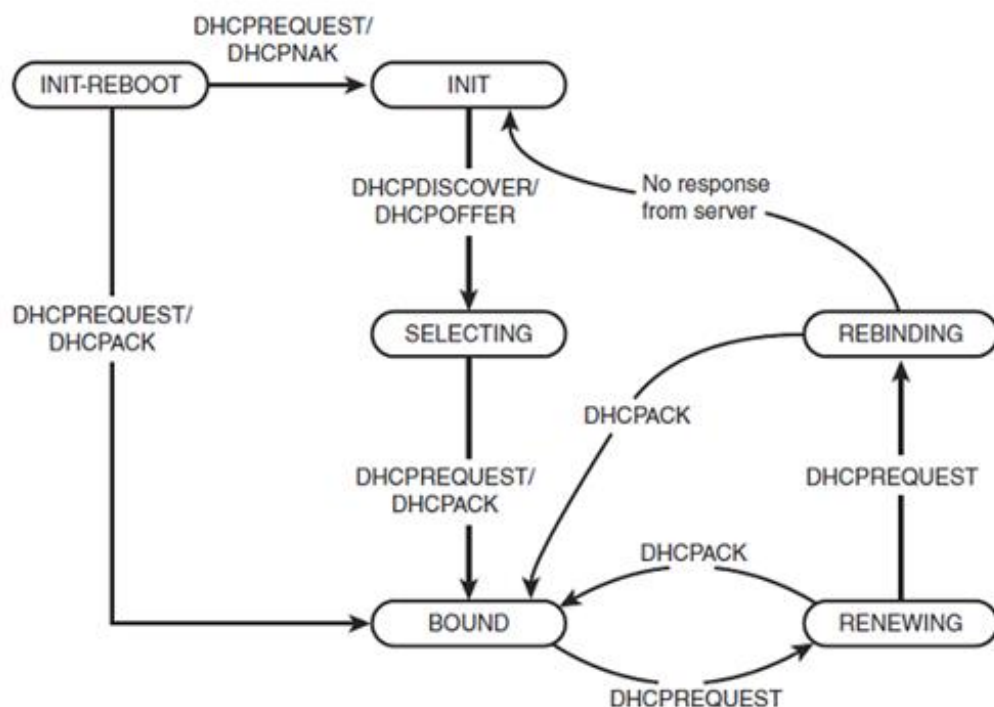 DHCPREQUEST/
DHCPNAK
INIT-REBOOT
INIT
DHCPDISCOVER/
DHCPOFFER
No response
from server
DHCPREQUEST/
DHCPACK
SELECTING
REBINDING
DHCPACK
DHCPREQUEST/
DHCPACK
DHCPREQUEST
DHCPACK
BOUND
RENEWING
DHCPREQUEST